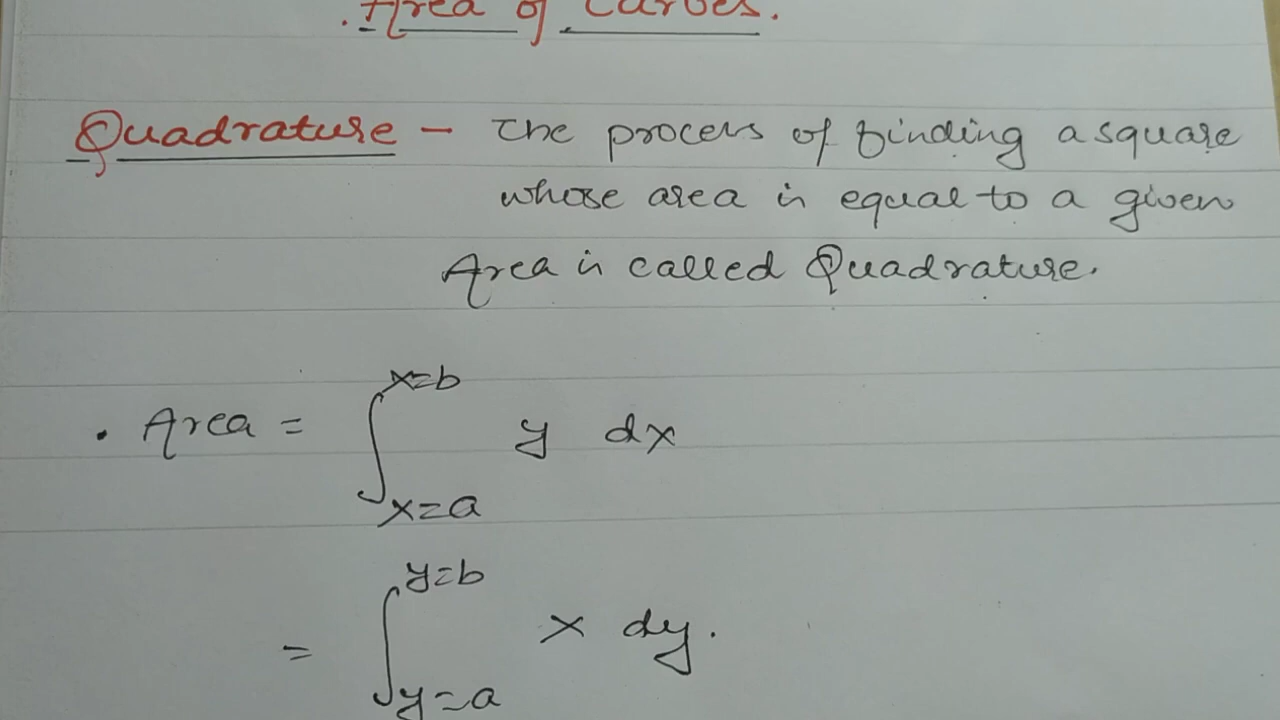 . Area of Curves.
Quadrature - The process of finding a square
whose area is equal to a given
Area is called Quadrature.
. Area = ∫_{x=a}^{x=b} y dx
= ∫_{y=a}^{y=b} x dy.